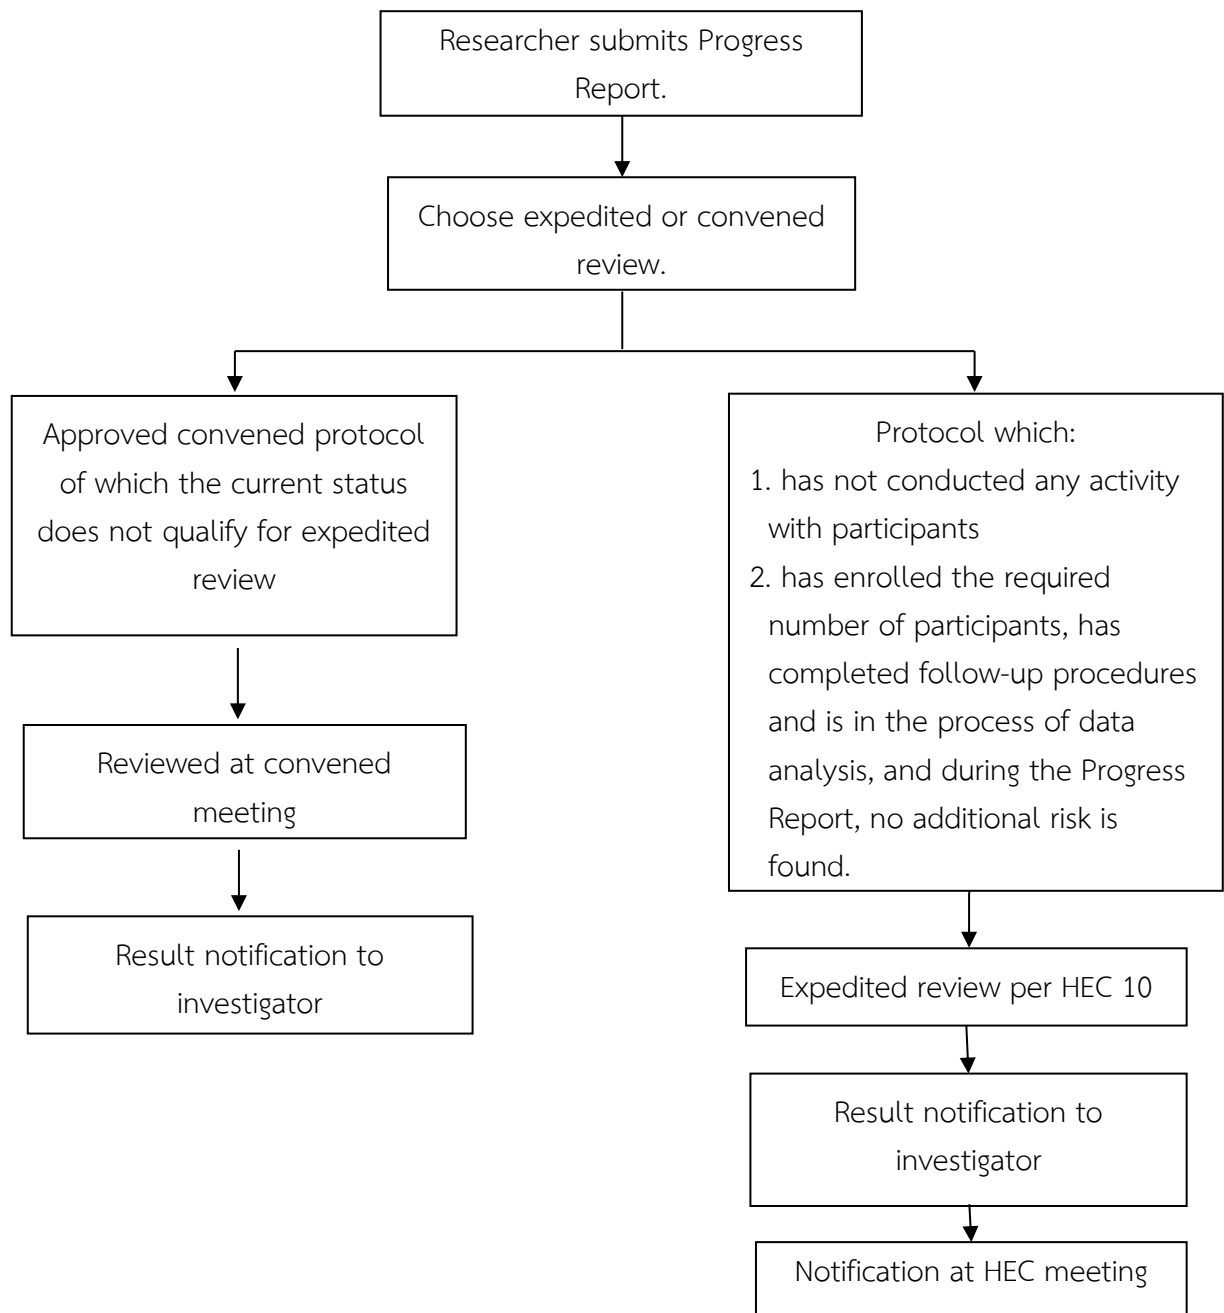 Researcher submits Progress
Report.
Choose expedited or convened
review.
Approved convened protocol
of which the current status
does not qualify for expedited
review
Reviewed at convened
meeting
Result notification to
investigator
Protocol which:
1. has not conducted any activity
with participants
2. has enrolled the required
number of participants, has
completed follow-up procedures
and is in the process of data
analysis, and during the Progress
Report, no additional risk is
found.
Expedited review per HEC 10
Result notification to
investigator
Notification at HEC meeting